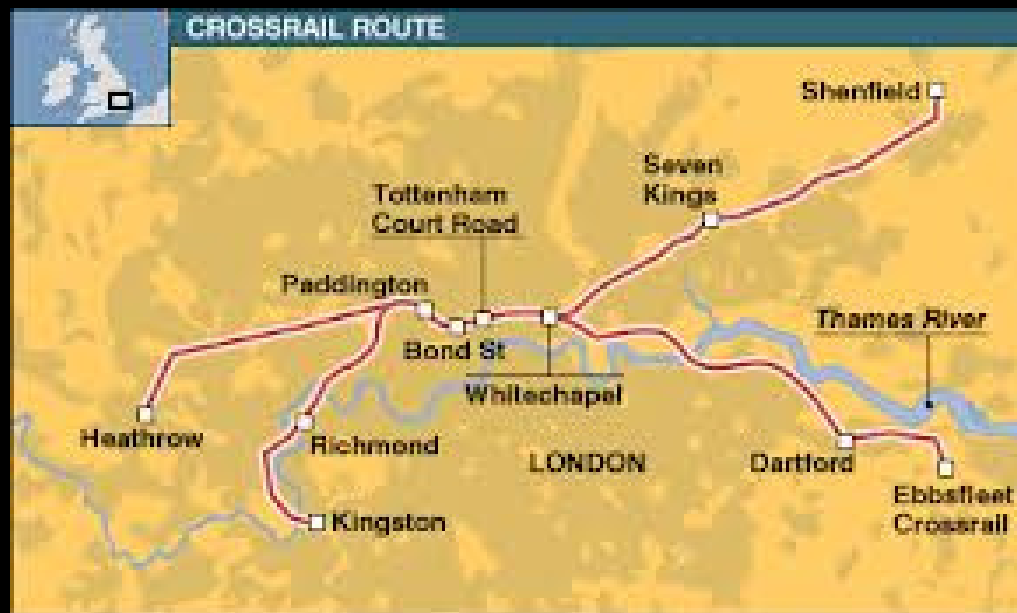 CROSSRAIL ROUTE
Shenfield
Seven
Kings
Tottenham
Court Road
Paddington
Thames River
Bond St
Whitechapel
Heathrow
Richmond
LONDON
Dartford
Ebbsfleet
Crossrail
Kingston